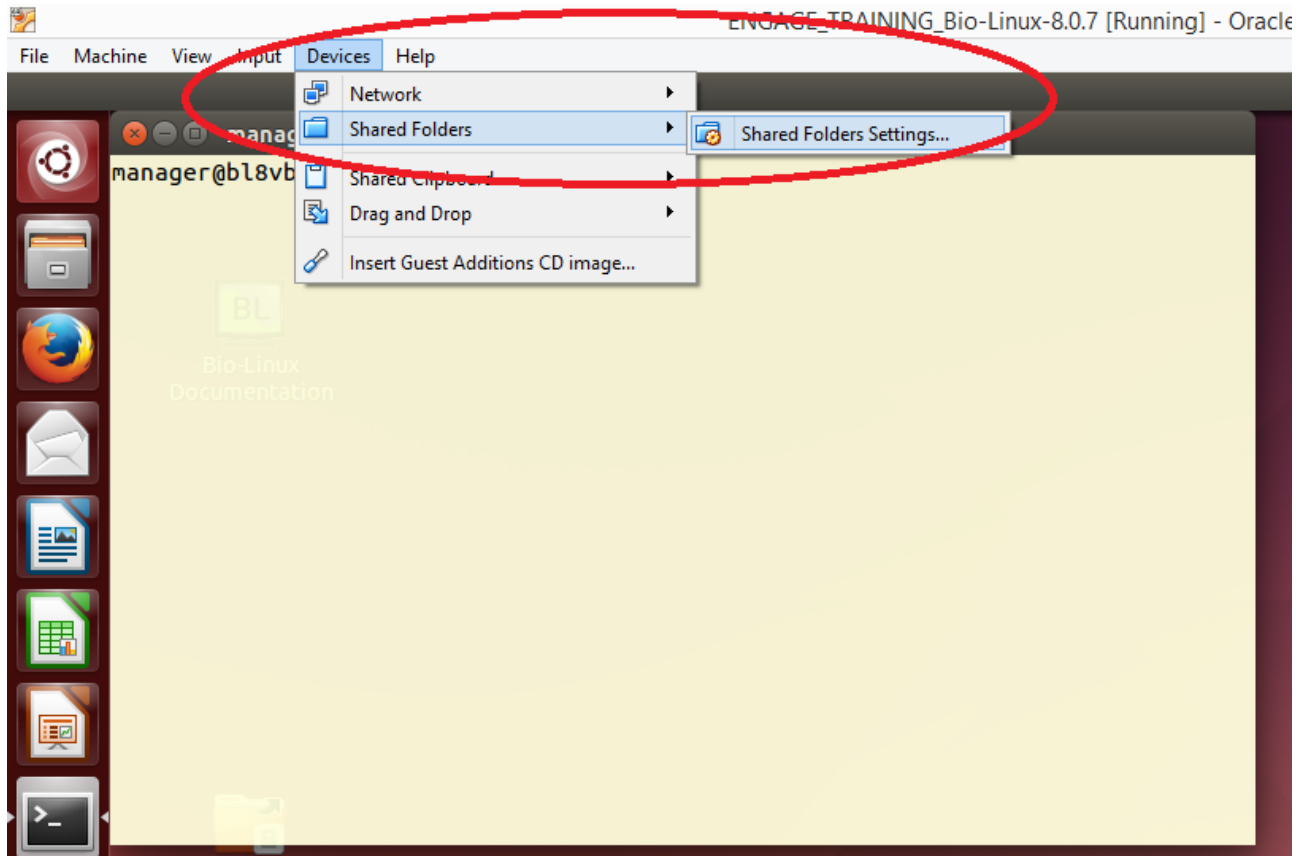 ENGAGE_TRAINING_Bio-Linux-8.0.7 [Running] - Oracle
File Machine View Input Devices Help
Network
Shared Folders
Shared Folders Settings...
manag
manager@bl8vb
Shared Clipboard
Drag and Drop
Insert Guest Additions CD image...
BL
Bio-Linux
Documentation
>_